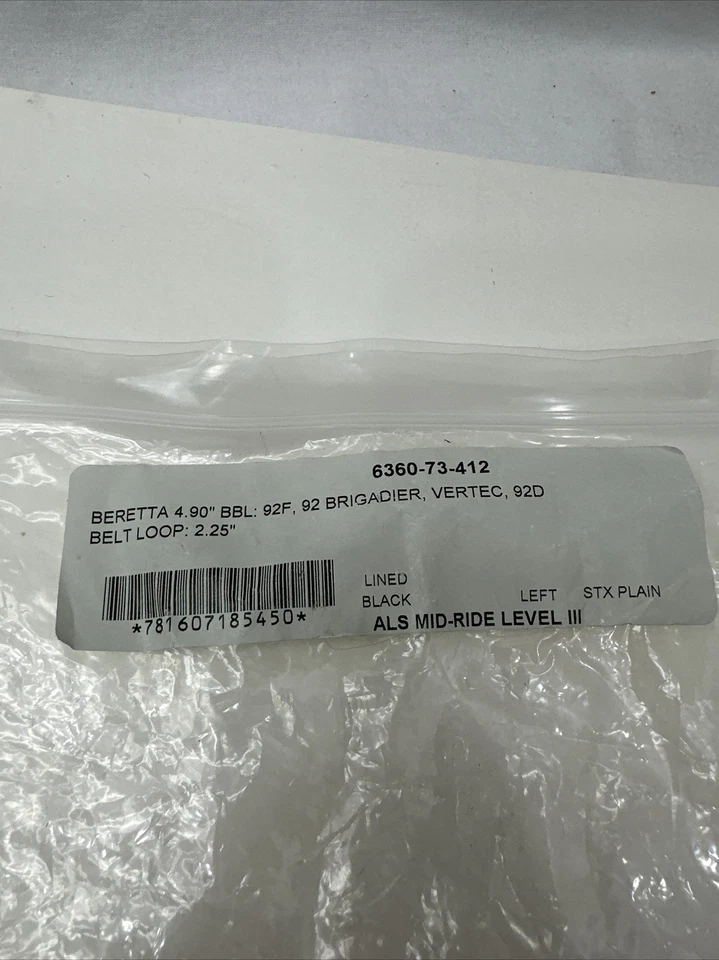 6360-73-412
BERETTA 4.90" BBL: 92F, 92 BRIGADIER, VERTEC, 92D
BELT LOOP: 2.25"
LINED
BLACK LEFT STX PLAIN
*781607185450*
ALS MID-RIDE LEVEL III